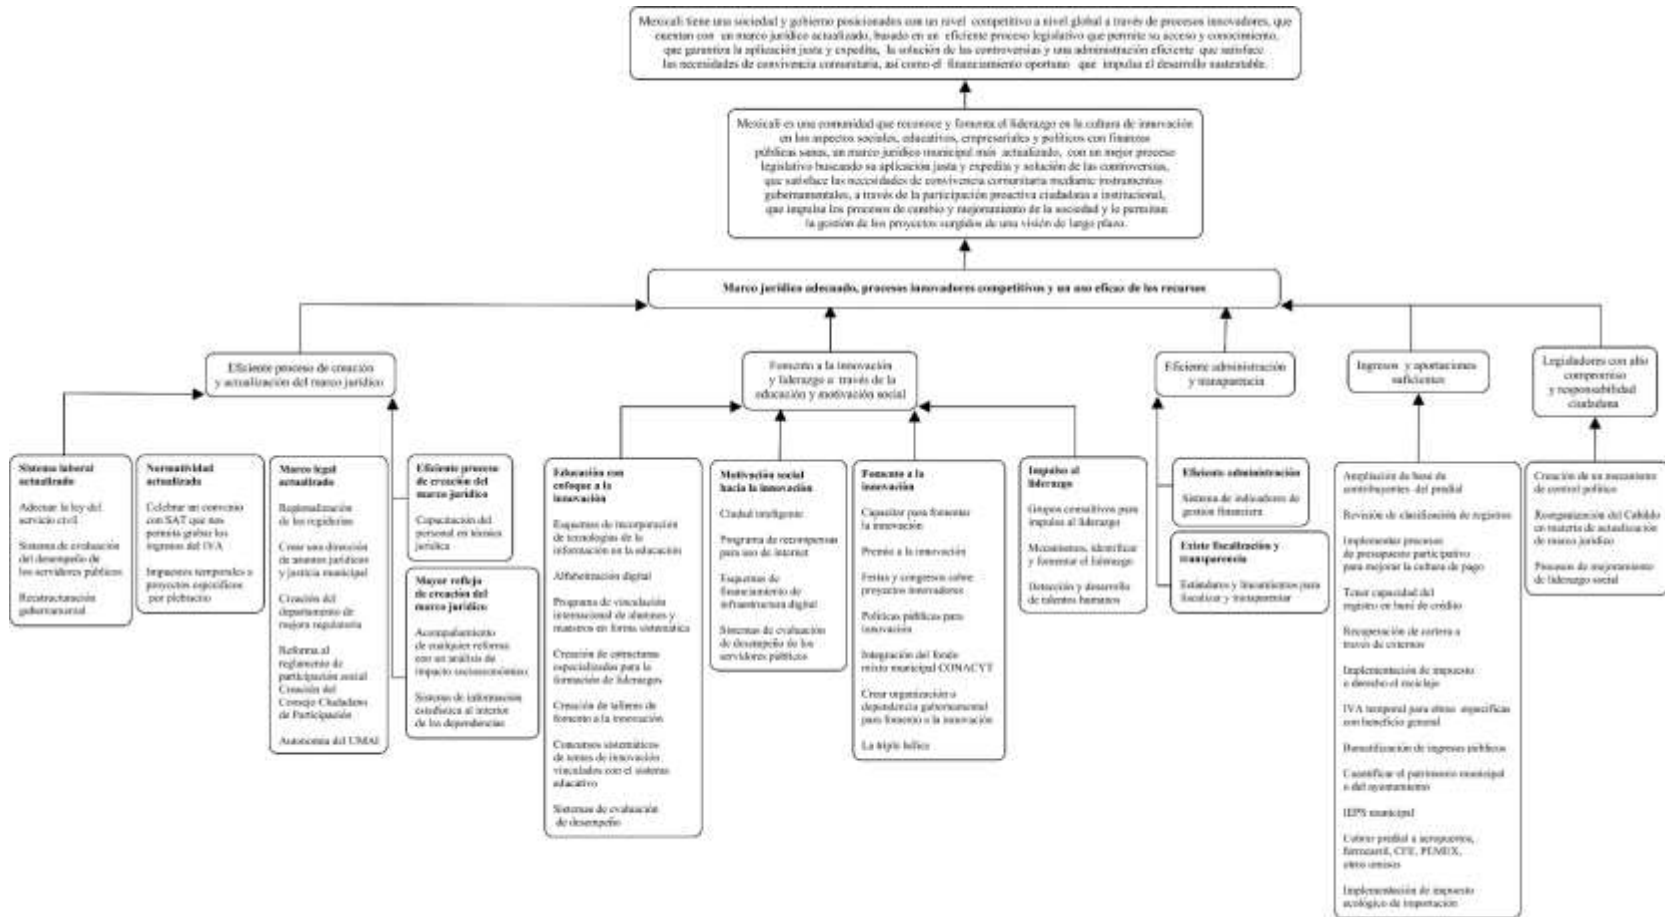 Mexicali tiene una sociedad y gobierno posicionados con un nivel competitivo a nivel global a través de procesos innovadores, que
cuentan con un marco jurídico actualizado, basado en un eficiente proceso legislativo que permite su acceso y conocimiento,
que garantiza la aplicación justa y expedita, la solución de las controversias y una administración eficiente que satisface
las necesidades de convivencia comunitaria, así como el financiamiento oportuno que impulsa el desarrollo sustentable.
Mexicali es una comunidad que reconoce y fomenta el liderazgo en la cultura de innovación
en los aspectos sociales, educativos, empresariales y políticos con finanzas
públicas sanas, un marco jurídico municipal más actualizado, con un mejor proceso
legislativo buscando su aplicación justa y expedita y solución de las controversias,
que satisface las necesidades de convivencia comunitaria mediante instrumentos
gubernamentales, a través de la participación proactiva ciudadana e institucional,
que impulsa los procesos de cambio y mejoramiento de la sociedad y le permitan
la gestión de los proyectos surgidos de una visión de largo plazo.
Marco jurídico adecuado, procesos innovadores competitivos y un uso eficaz de los recursos
Eficiente proceso de creación
y actualización del marco jurídico
Fomento a la innovación
y liderazgo a través de la
educación y motivación social
Eficiente administración
y transparencia
Ingresos y aportaciones
suficientes
Legisladores con alto
compromiso
y responsabilidad
ciudadana
Sistema laboral
actualizado
Adecuar la ley del
servicio civil
Sistema de evaluación
del desempeño de
los servidores públicos
Reestructuración
gubernamental
Normatividad
actualizada
Celebrar un convenio
con SAT que nos
permita grabar los
ingresos del IVA
Impuestos temporales a
proyectos específicos
por plebiscito
Marco legal
actualizado
Regionalización
de los regidurías
Crear una dirección
de asuntos jurídicos
y justicia municipal
Creación del
departamento de
mejora regulatoria
Reforma al
reglamento de
participación social
Creación del
Consejo Ciudadano
de Participación
Autonomía del UMAI
Eficiente proceso
de creación del
marco jurídico
Capacitación del
personal en técnica
jurídica
Mayor refleja
de creación del
marco jurídico
Acompañamiento
de cualquier reforma
con un análisis de
impacto socioeconómico
Sistema de información
estadística al interior
de las dependencias
Educación con
enfoque a la
innovación
Esquemas de incorporación
de tecnologías de la
información en la educación
Alfabetización digital
Programa de vinculación
internacional de alumnos y
maestros en forma sistemática
Creación de estructuras
especializadas para la
formación de liderazgos
Creación de talleres de
fomento a la innovación
Concursos sistemáticos
de temas de innovación
vinculados con el sistema
educativo
Sistemas de evaluación
de desempeño
Motivación social
hacia la innovación
Ciudad inteligente
Programa de recompensas
para uso de internet
Esquemas de
financiamiento de
infraestructura digital
Sistemas de evaluación
de desempeño de los
servidores públicos
Fomento a la
innovación
Capacitor para fomentar
la innovación
Premio a la innovación
Ferias y congresos sobre
proyectos innovadores
Políticas públicas para
innovación
Integración del fondo
mixto municipal CONACYT
Crear organización o
dependencia gubernamental
para fomento a la innovación
La triple hélice
Impulso al
liderazgo
Grupos consultivos para
impulso al liderazgo
Mecanismos, identificar
y fomentar el liderazgo
Detección y desarrollo
de talentos humanos
Eficiente administración
Sistema de indicadores de
gestión financiera
Existe fiscalización y
transparencia
Estándares y lineamientos para
fiscalizar y transparentar
Ampliación de base de
contribuyentes del predial
Revisión de clasificación de registros
Implementar procesos
de presupuesto participativo
para mejorar la cultura de pago
Tener capacidad del
registro en buró de crédito
Recuperación de cartera a
través de externos
Implementación de impuesto
o derecho el reciclaje
IVA temporal para obras específicas
con beneficio general
Bursatilización de ingresos públicos
Cuantificar el patrimonio municipal
o del ayuntamiento
IEPS municipal
Cobrar predial a aeropuertos,
ferrocarril, CFE, PEMEX,
otros omisos
Implementación de impuesto
ecológico de importación
Creación de un mecanismo
de control político
Reorganización del Cabildo
en materia de actualización
de marco jurídico
Procesos de mejoramiento
de liderazgo social